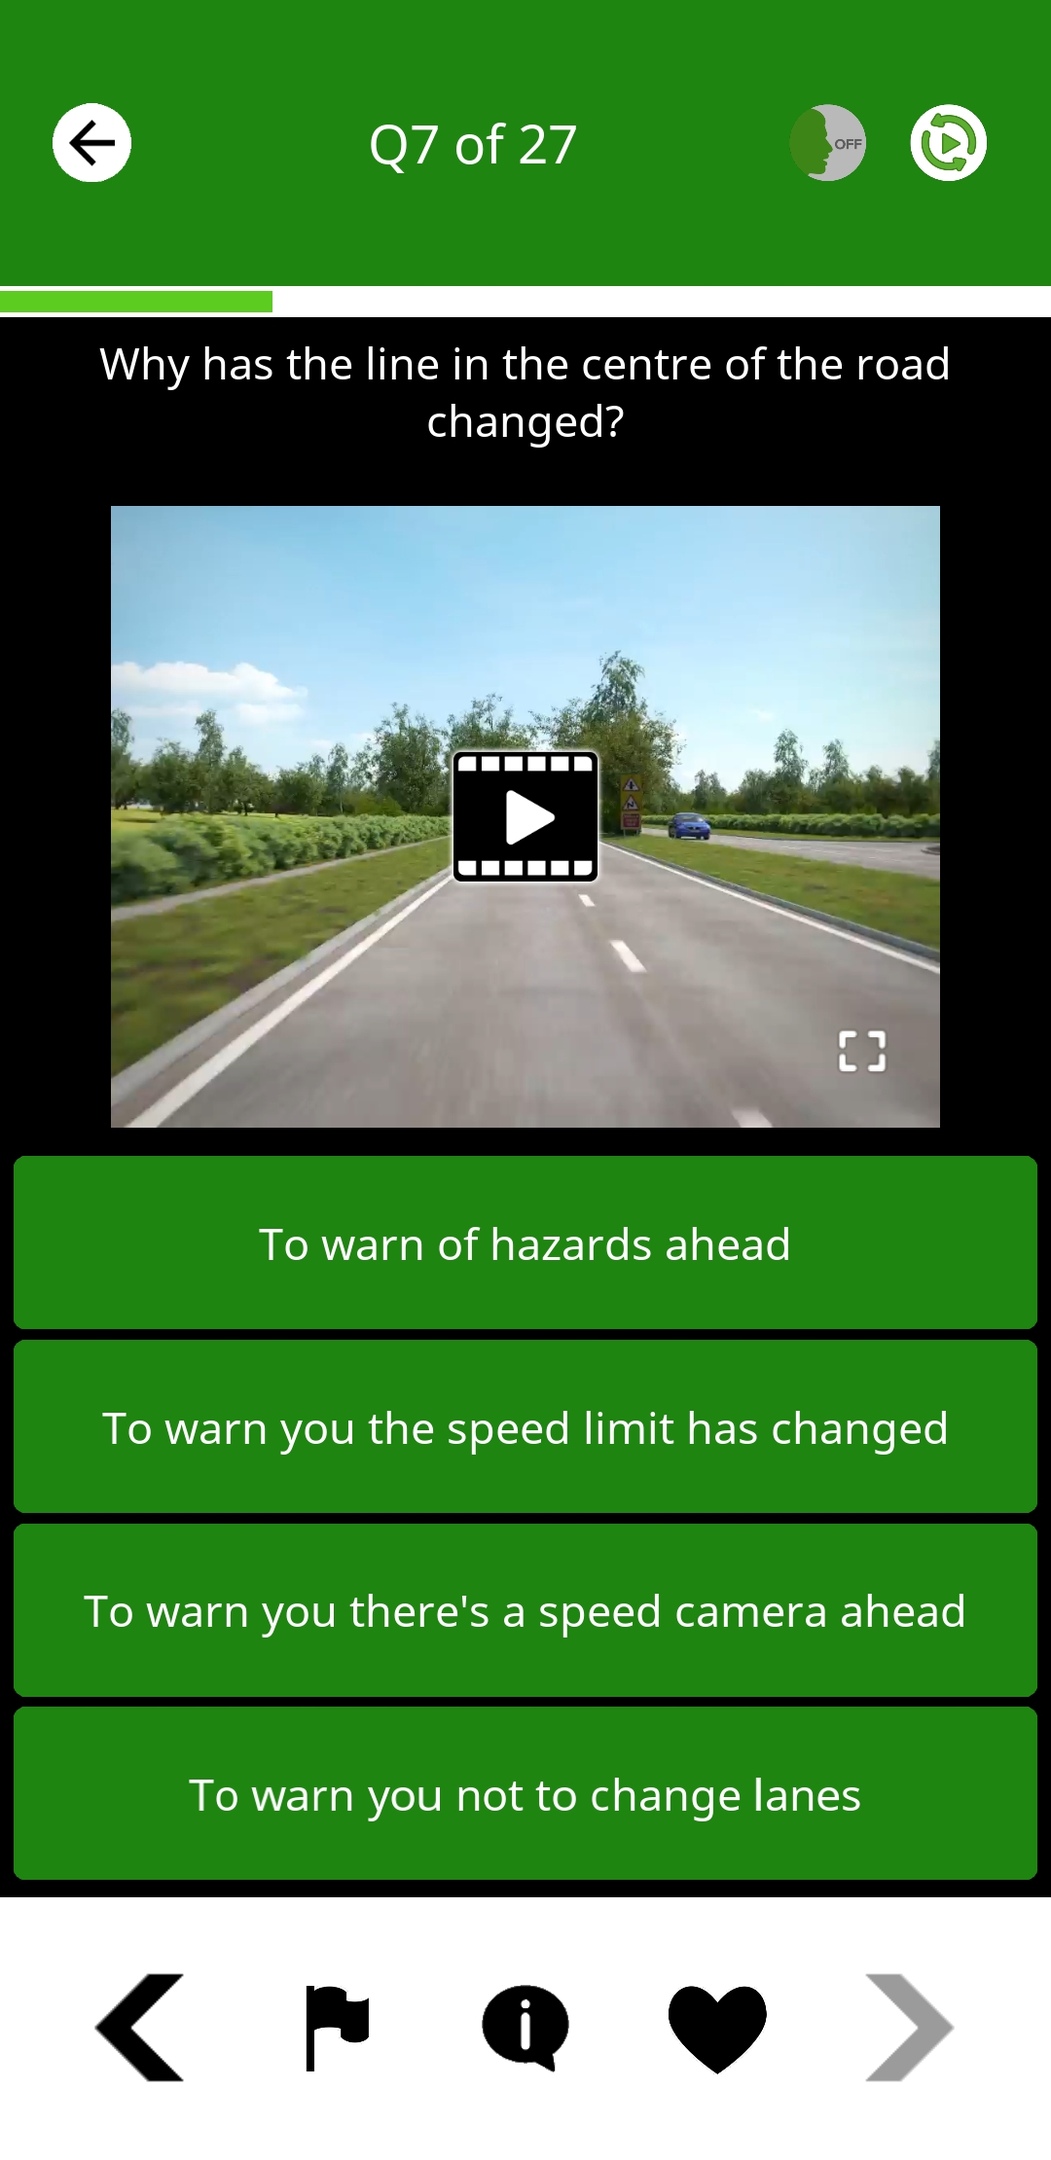 Q7 of 27
OFF
Why has the line in the centre of the road
changed?
To warn of hazards ahead
To warn you the speed limit has changed
To warn you there's a speed camera ahead
To warn you not to change lanes